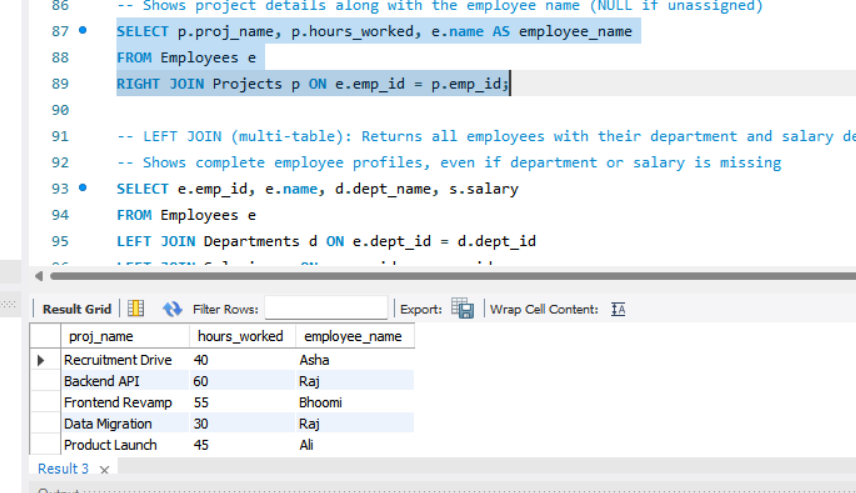 86 -- Shows project details along with the employee name (NULL if unassigned)
87 SELECT p.proj_name, p.hours_worked, e.name AS employee_name
88 FROM Employees e
89 RIGHT JOIN Projects p ON e.emp_id = p.emp_id;
90
91 -- LEFT JOIN (multi-table): Returns all employees with their department and salary de
92 -- Shows complete employee profiles, even if department or salary is missing
93 SELECT e.emp_id, e.name, d.dept_name, s.salary
94 FROM Employees e
95 LEFT JOIN Departments d ON e.dept_id = d.dept_id
Result Grid Filter Rows: Export: Wrap Cell Content:
proj_name hours_worked employee_name
Recruitment Drive 40 Asha
Backend API 60 Raj
Frontend Revamp 55 Bhoomi
Data Migration 30 Raj
Product Launch 45 Ali
Result 3